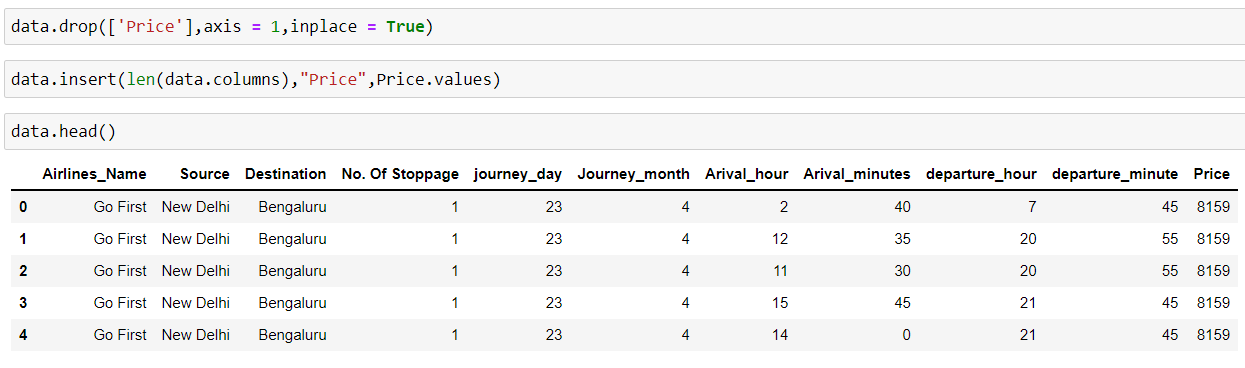 data.drop(['Price'],axis = 1,inplace = True)
data.insert(len(data.columns),"Price",Price.values)
data.head()
Airlines_Name Source Destination No. Of Stoppage journey_day Journey_month Arival_hour Arival_minutes departure_hour departure_minute Price
0 Go First New Delhi Bengaluru 1 23 4 2 40 7 45 8159
1 Go First New Delhi Bengaluru 1 23 4 12 35 20 55 8159
2 Go First New Delhi Bengaluru 1 23 4 11 30 20 55 8159
3 Go First New Delhi Bengaluru 1 23 4 15 45 21 45 8159
4 Go First New Delhi Bengaluru 1 23 4 14 0 21 45 8159